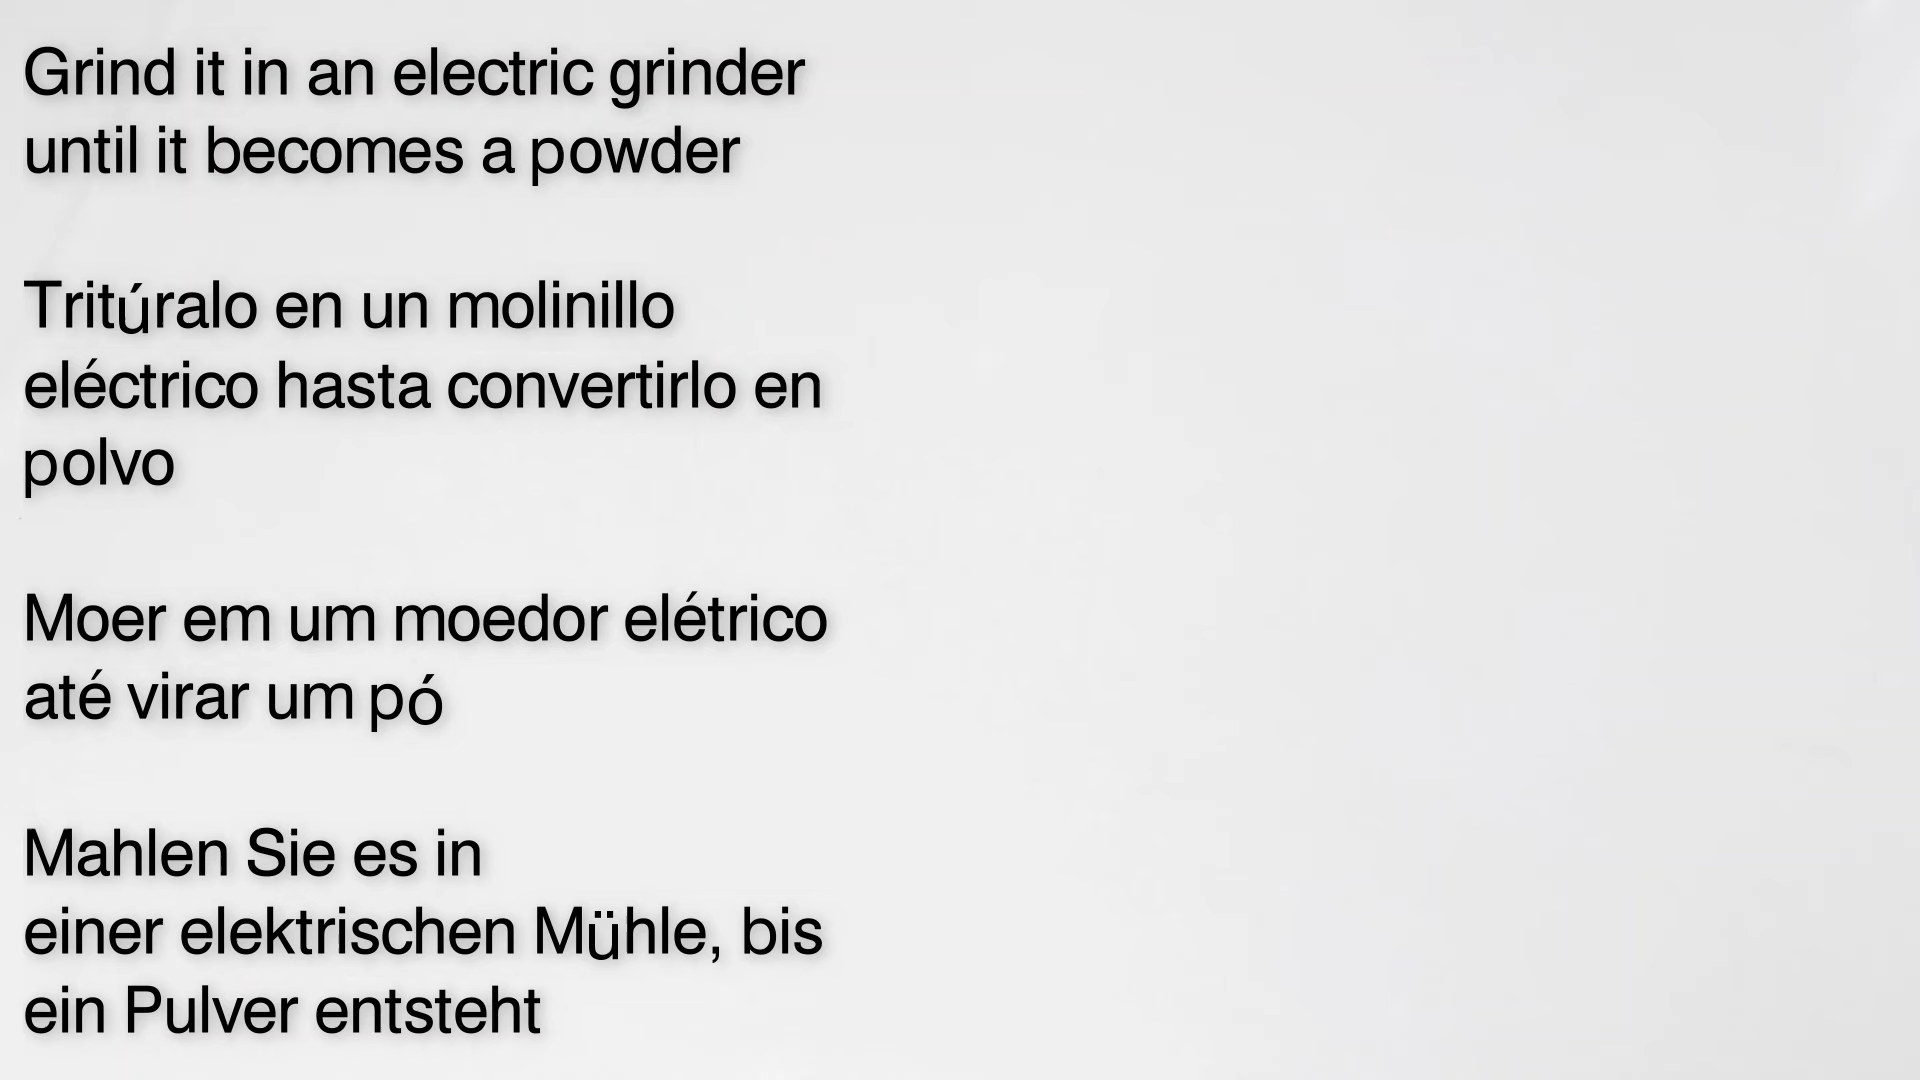 Grind it in an electric grinder
until it becomes a powder
Tritúralo en un molinillo
eléctrico hasta convertirlo en
polvo
Moer em um moedor elétrico
até virar um pó
Mahlen Sie es in
einer elektrischen Mühle, bis
ein Pulver entsteht